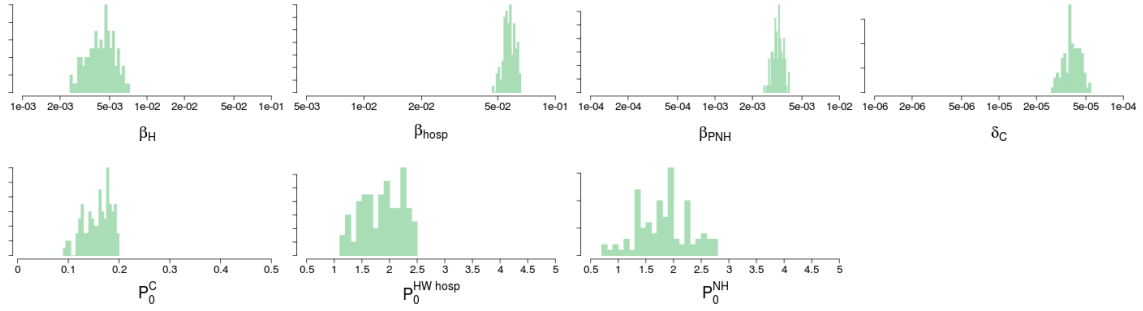 1e-03 2e-03 5e-03 1e-02 2e-02 5e-02 1e-01
β_H
5e-03 1e-02 2e-02 5e-02 1e-01
β_hosp
1e-04 2e-04 5e-04 1e-03 2e-03 5e-03 1e-02
β_PNH
1e-06 2e-06 5e-06 1e-05 2e-05 5e-05 1e-04
δ_C
0 0.1 0.2 0.3 0.4 0.5
P_0^C
0.5 1 1.5 2 2.5 3 3.5 4 4.5 5
P_0^HW hosp
0.5 1 1.5 2 2.5 3 3.5 4 4.5 5
P_0^NH